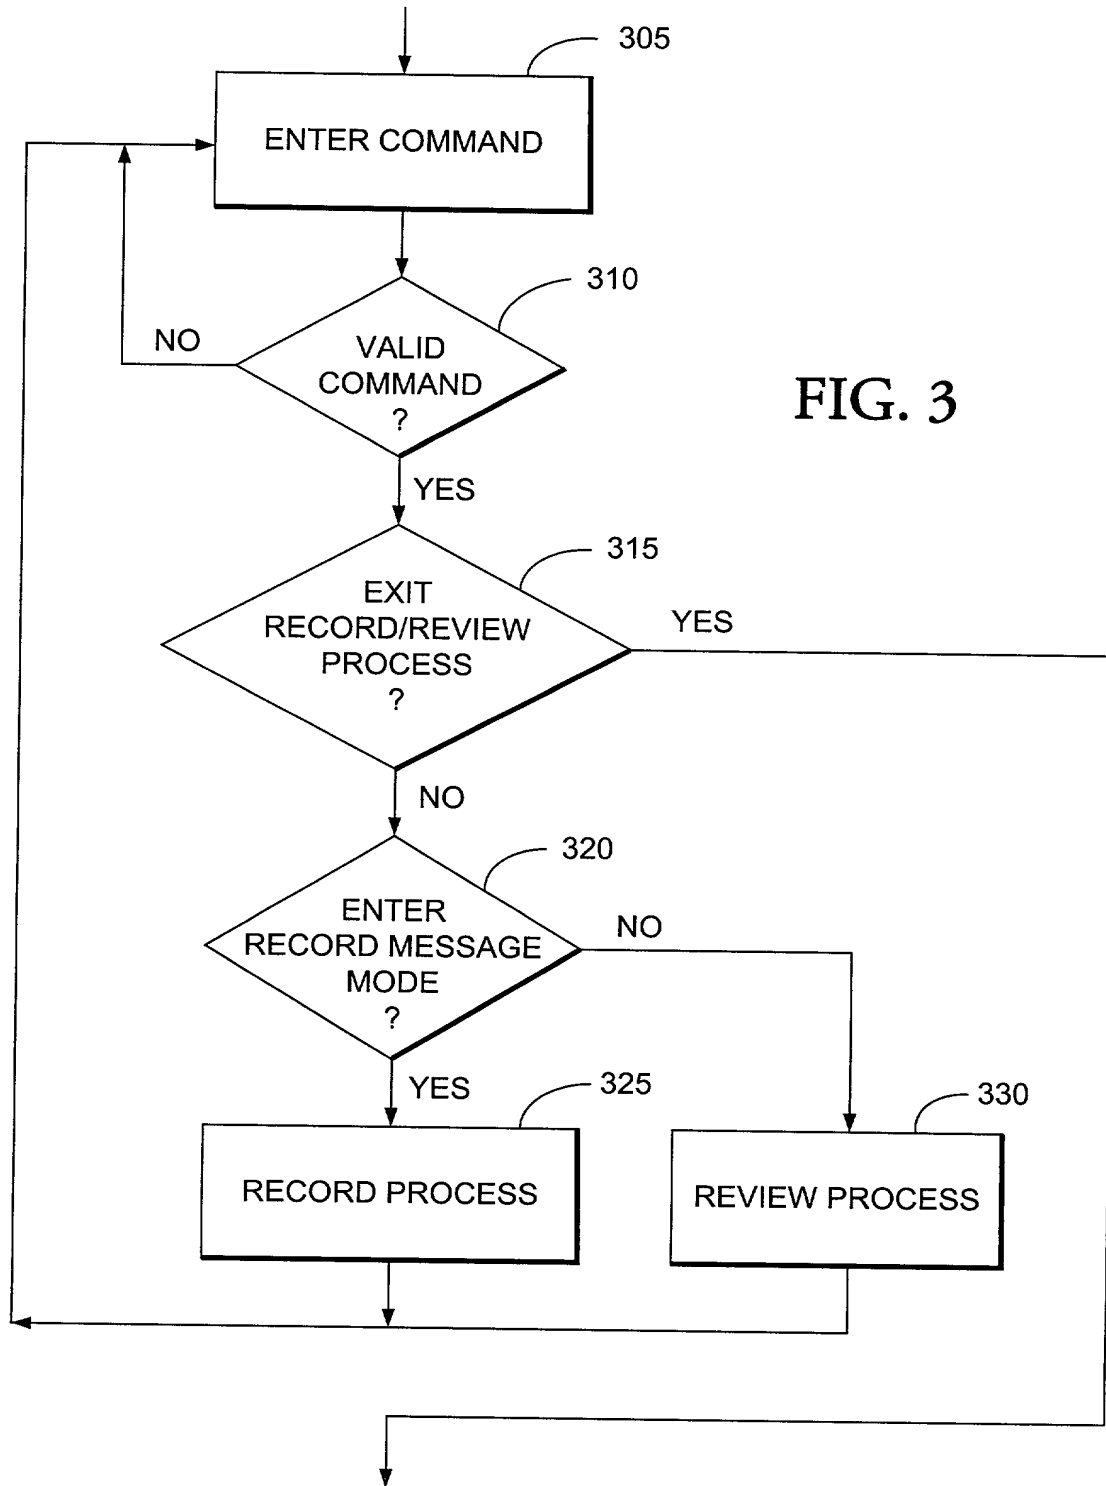 305
ENTER COMMAND
310
NO
VALID
COMMAND
?
FIG. 3
YES
315
EXIT
RECORD/REVIEW
PROCESS
?
YES
NO
320
ENTER
RECORD MESSAGE
MODE
?
NO
YES
325
330
RECORD PROCESS
REVIEW PROCESS